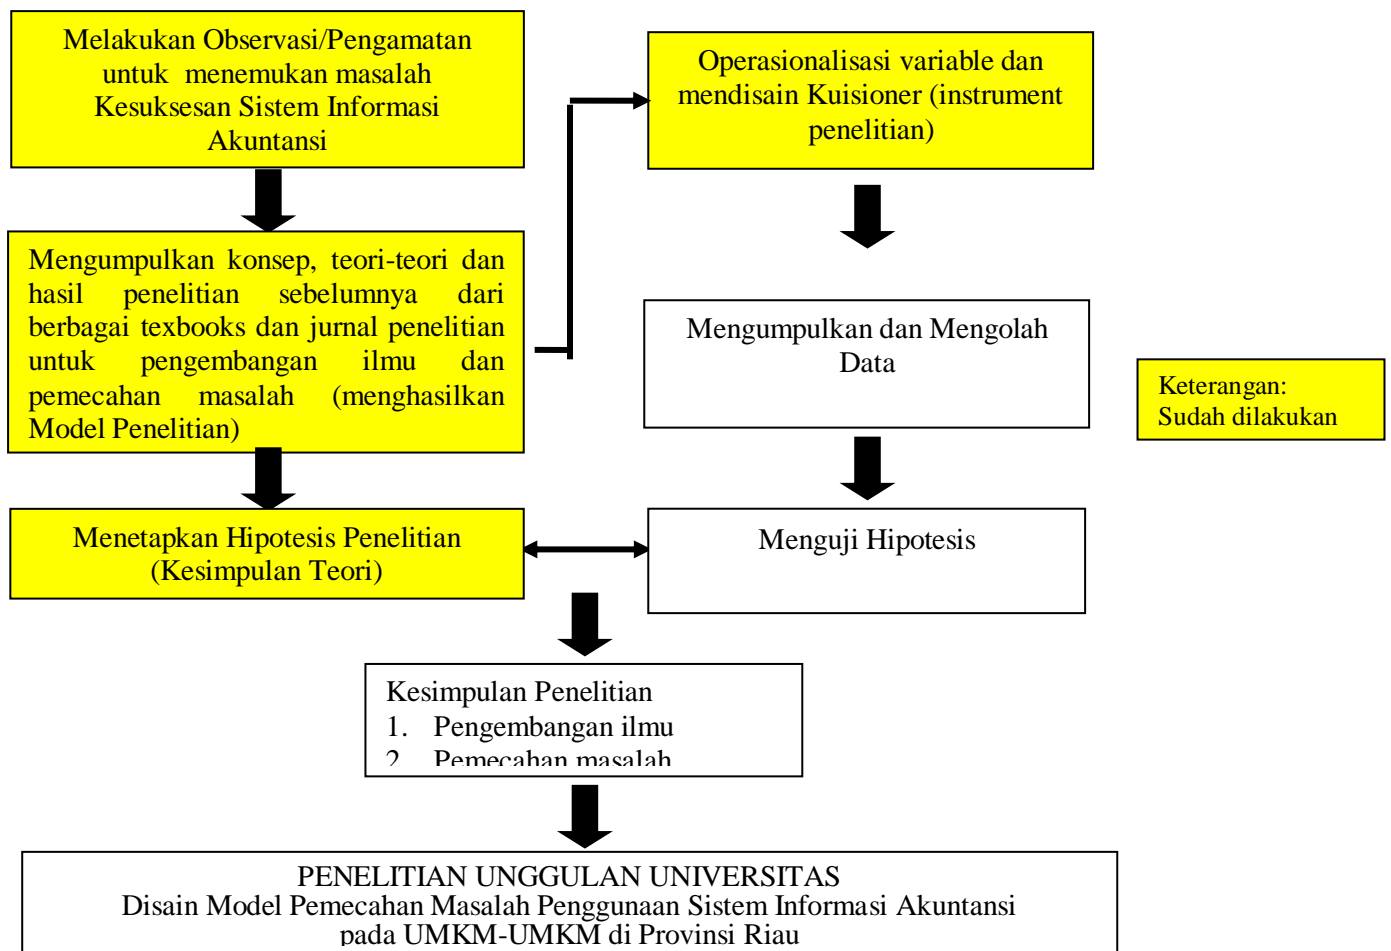 Melakukan Observasi/Pengamatan
untuk menemukan masalah
Kesuksesan Sistem Informasi
Akuntansi
Mengumpulkan konsep, teori-teori dan
hasil penelitian sebelumnya dari
berbagai texbooks dan jurnal penelitian
untuk pengembangan ilmu dan
pemecahan masalah (menghasilkan
Model Penelitian)
Menetapkan Hipotesis Penelitian
(Kesimpulan Teori)
Operasionalisasi variable dan
mendisain Kuisioner (instrument
penelitian)
Mengumpulkan dan Mengolah
Data
Menguji Hipotesis
Keterangan:
Sudah dilakukan
Kesimpulan Penelitian
1. Pengembangan ilmu
2. Pemecahan masalah
PENELITIAN UNGGULAN UNIVERSITAS
Disain Model Pemecahan Masalah Penggunaan Sistem Informasi Akuntansi
pada UMKM-UMKM di Provinsi Riau